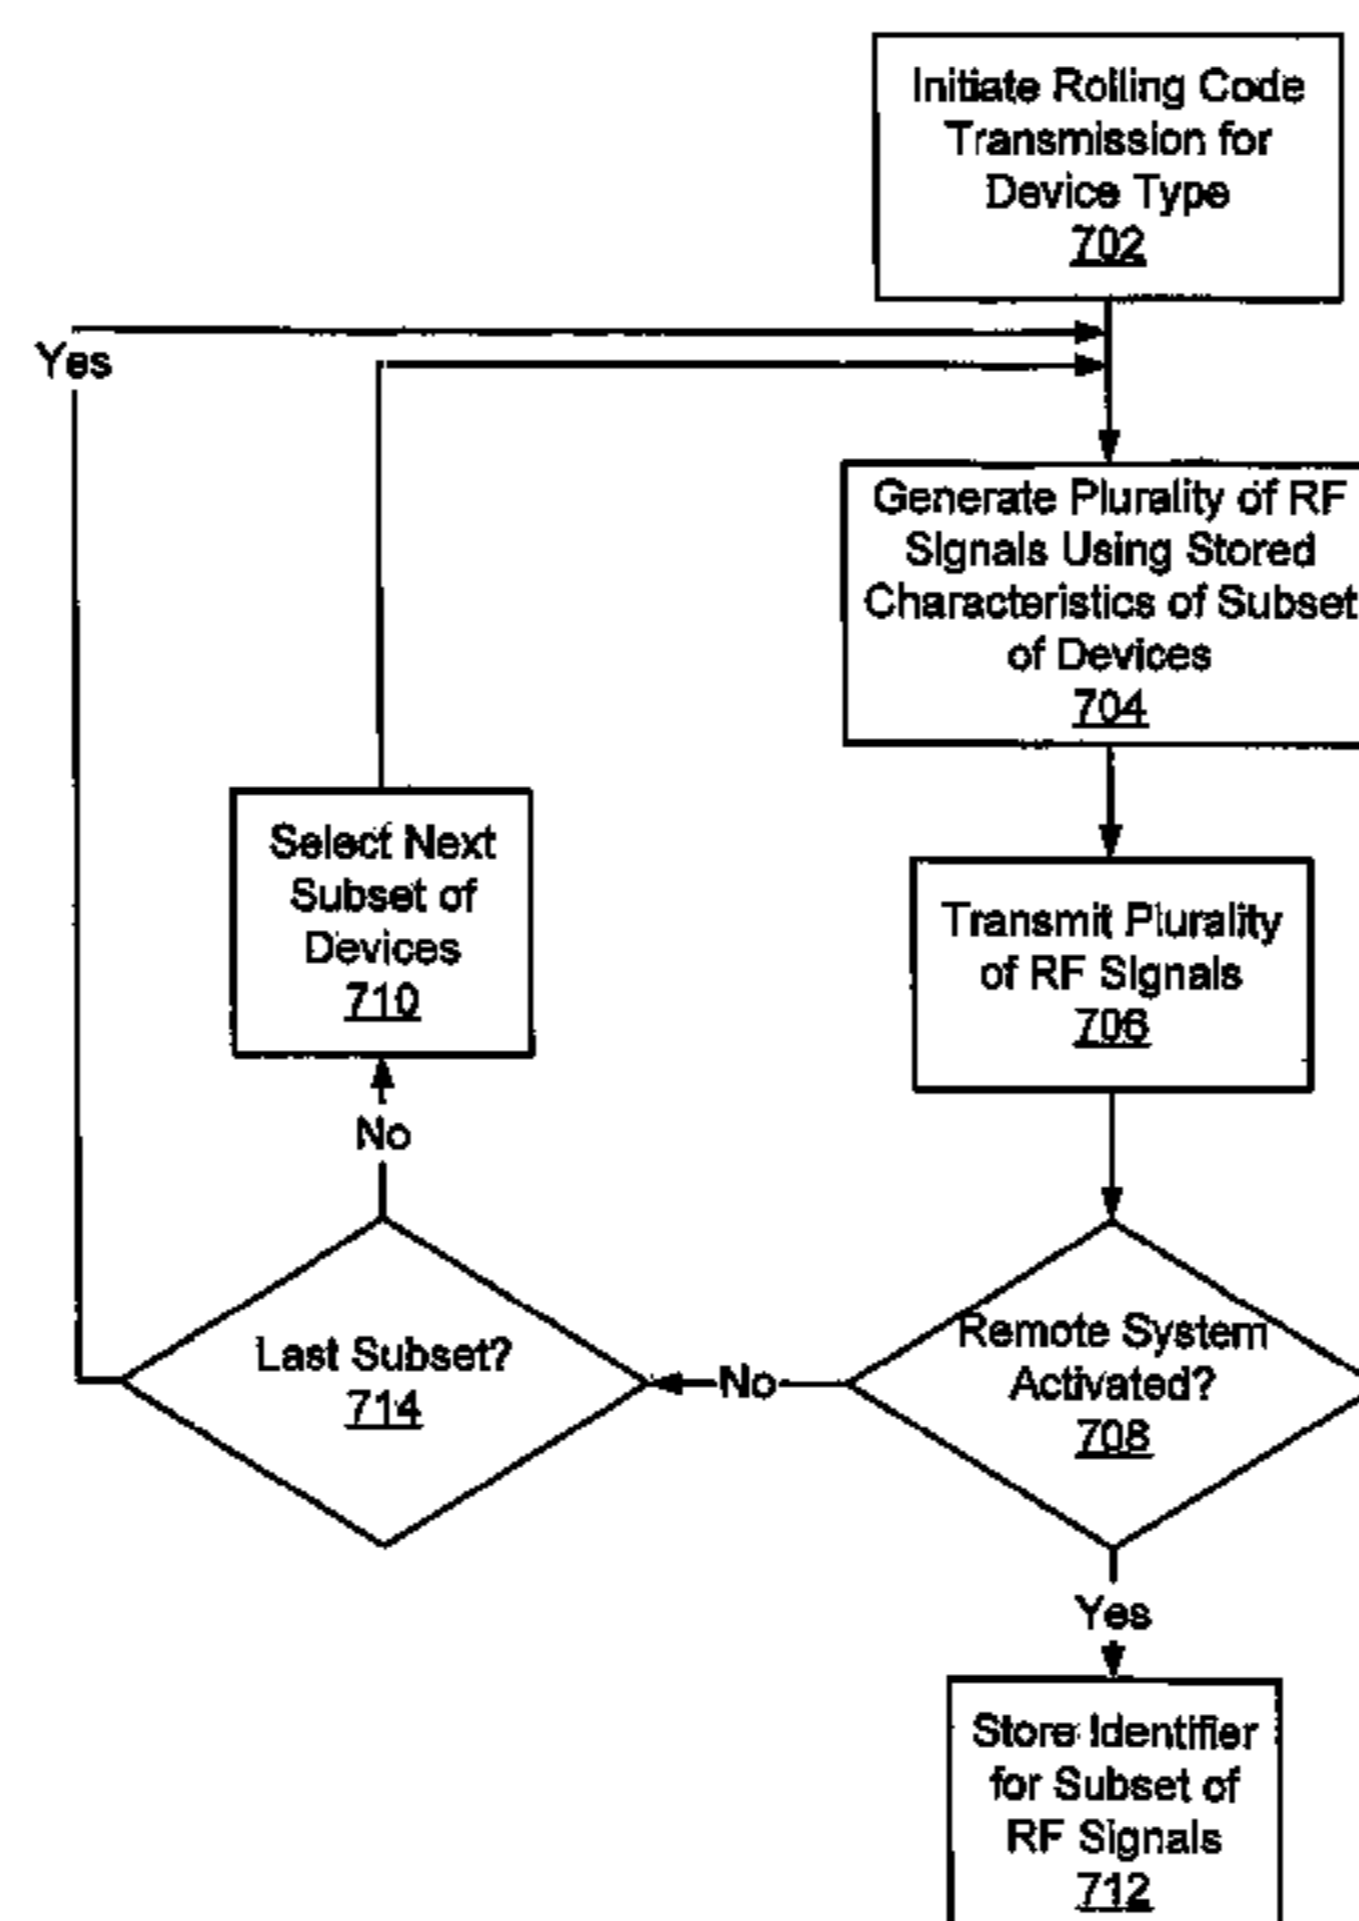 Initiate Rolling Code
Transmission for
Device Type
702
Yes
Generate Plurality of RF
Signals Using Stored
Characteristics of Subset
of Devices
704
Select Next
Subset of
Devices
710
Transmit Plurality
of RF Signals
706
No
Last Subset?
714
No
Remote System
Activated?
708
Yes
Store Identifier
for Subset of
RF Signals
712